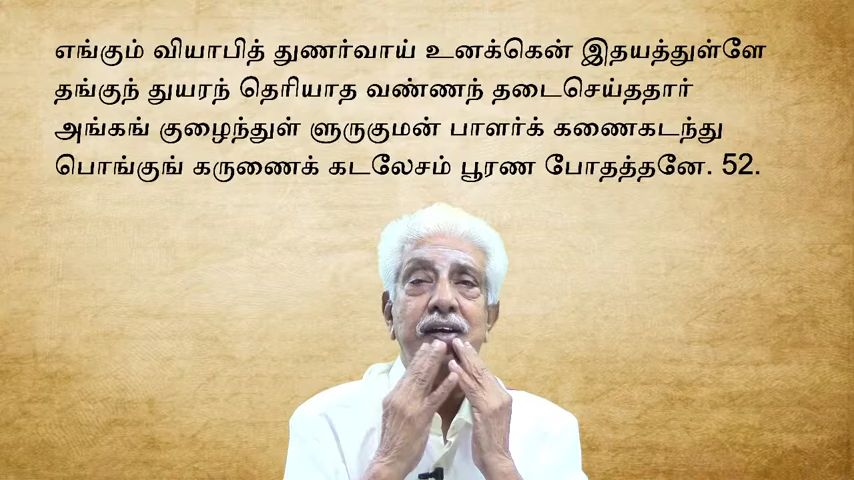 எங்கும் வியாபித் துணர்வாய் உனக்கென் இதயத்துள்ளே
தங்குந் துயரந் தெரியாத வண்ணந் தடைசெய்ததார்
அங்கங் குழைந்துள் ளுருகுமன் பாளர்க் கணைகடந்து
பொங்குங் கருணைக் கடலேசம் பூரண போதத்தனே. 52.